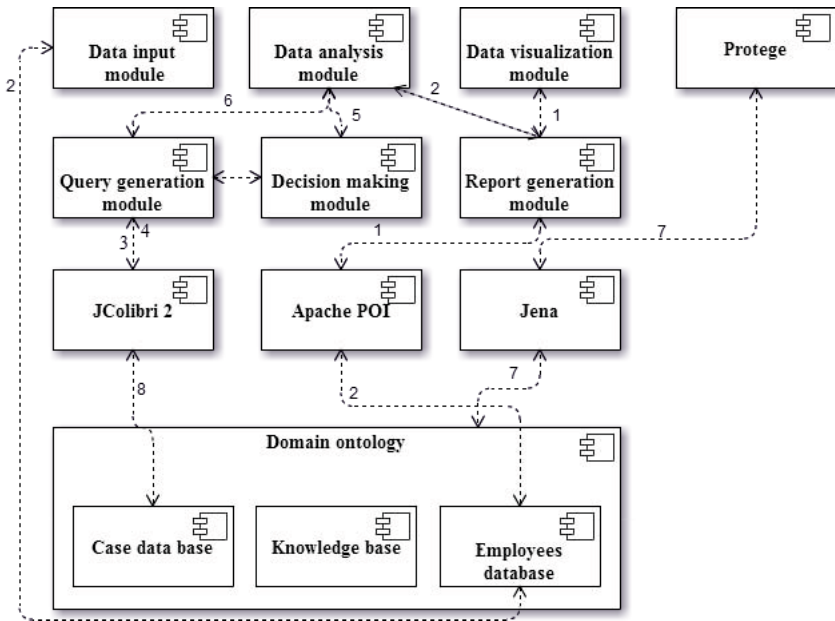 Data input
module
Data analysis
module
Data visualization
module
Protege
2
6
5
2
1
Query generation
module
Decision making
module
Report generation
module
3
4
1
7
JColibri 2
Apache POI
Jena
8
2
7
Domain ontology
Case data base
Knowledge base
Employees
database